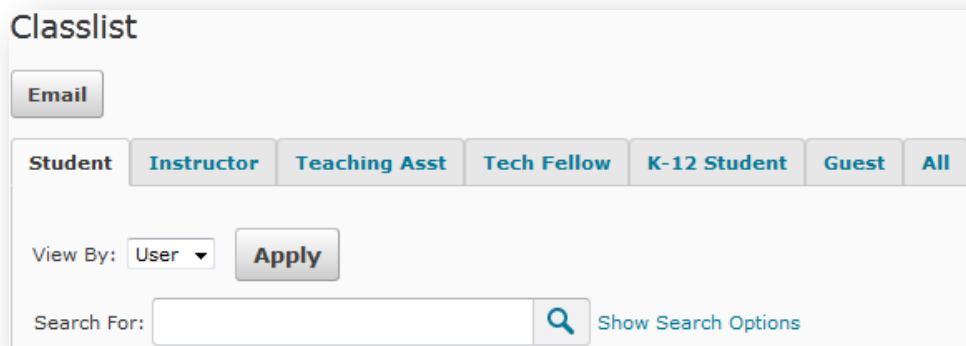 Classlist
Email
Student Instructor Teaching Asst Tech Fellow K-12 Student Guest All
View By: User Apply
Search For: Show Search Options